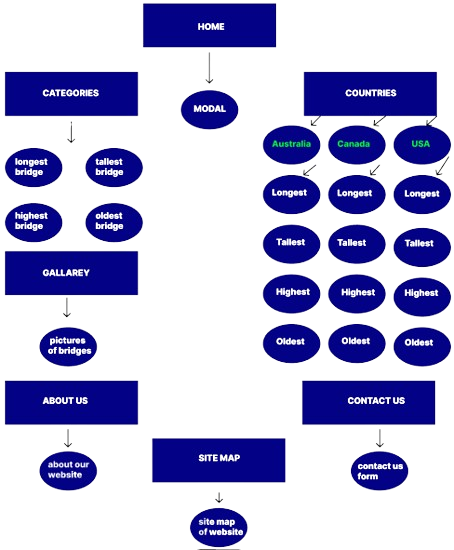 HOME
MODAL
CATEGORIES
longest
bridge
tallest
bridge
highest
bridge
oldest
bridge
COUNTRIES
Australia
Canada
USA
Longest
Longest
Longest
Tallest
Tallest
Tallest
Highest
Highest
Highest
Oldest
Oldest
Oldest
GALLAREY
pictures
of bridges
ABOUT US
about our
website
SITE MAP
site map
of website
CONTACT US
contact us
form